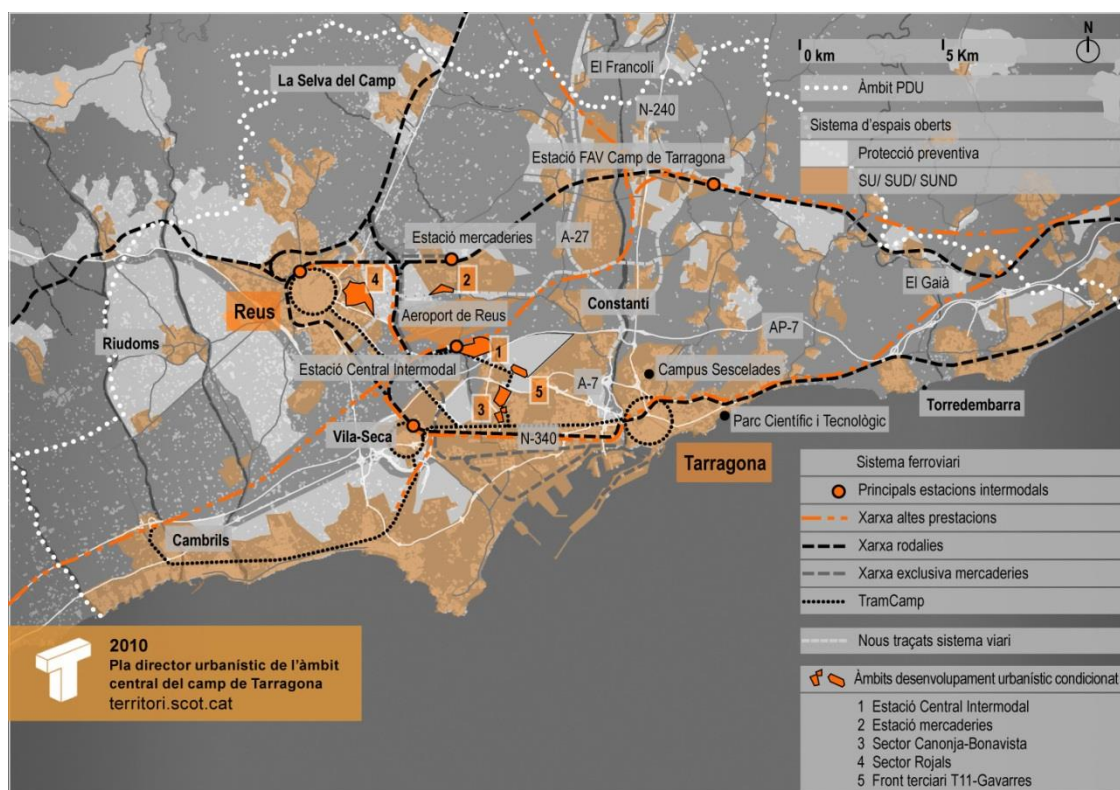 La Selva del Camp
El Francolí
N-240
N
0 km
5 Km
Àmbit PDU
Sistema d'espais oberts
Protecció preventiva
SU/ SUD/ SUND
Estació FAV Camp de Tarragona
Estació mercaderies
A-27
4
2
Reus
Constantí
El Gaià
Aeroport de Reus
AP-7
Riudoms
1
Estació Central Intermodal
Campus Sescelades
A-7
5
3
Torredembarra
Parc Científic i Tecnològic
Vila-Seca
N-340
Tarragona
Cambrils
Sistema ferroviari
Principals estacions intermodals
Xarxa altes prestacions
Xarxa rodalies
Xarxa exclusiva mercaderies
TramCamp
Nous traçats sistema viari
Àmbits desenvolupament urbanístic condicionat
1 Estació Central Intermodal
2 Estació mercaderies
3 Sector Canonja-Bonavista
4 Sector Rojals
5 Front terciari T11-Gavarres
T
2010
Pla director urbanístic de l'àmbit
central del camp de Tarragona
territori.scot.cat